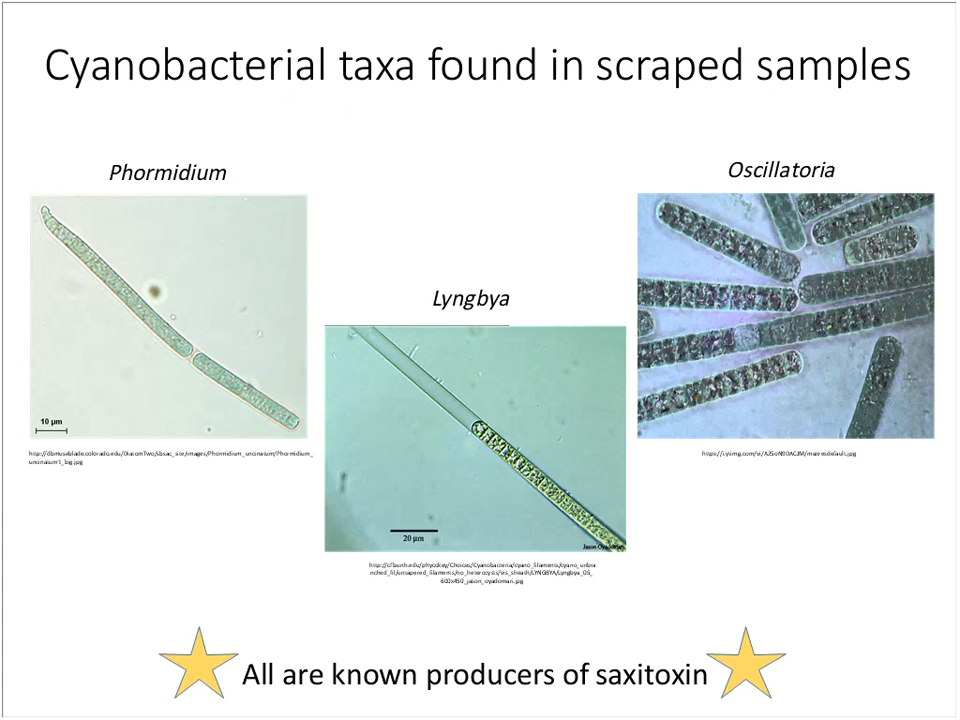 Cyanobacterial taxa found in scraped samples
Phormidium
Oscillatoria
Lyngbya
10 µm
20 µm
All are known producers of saxitoxin